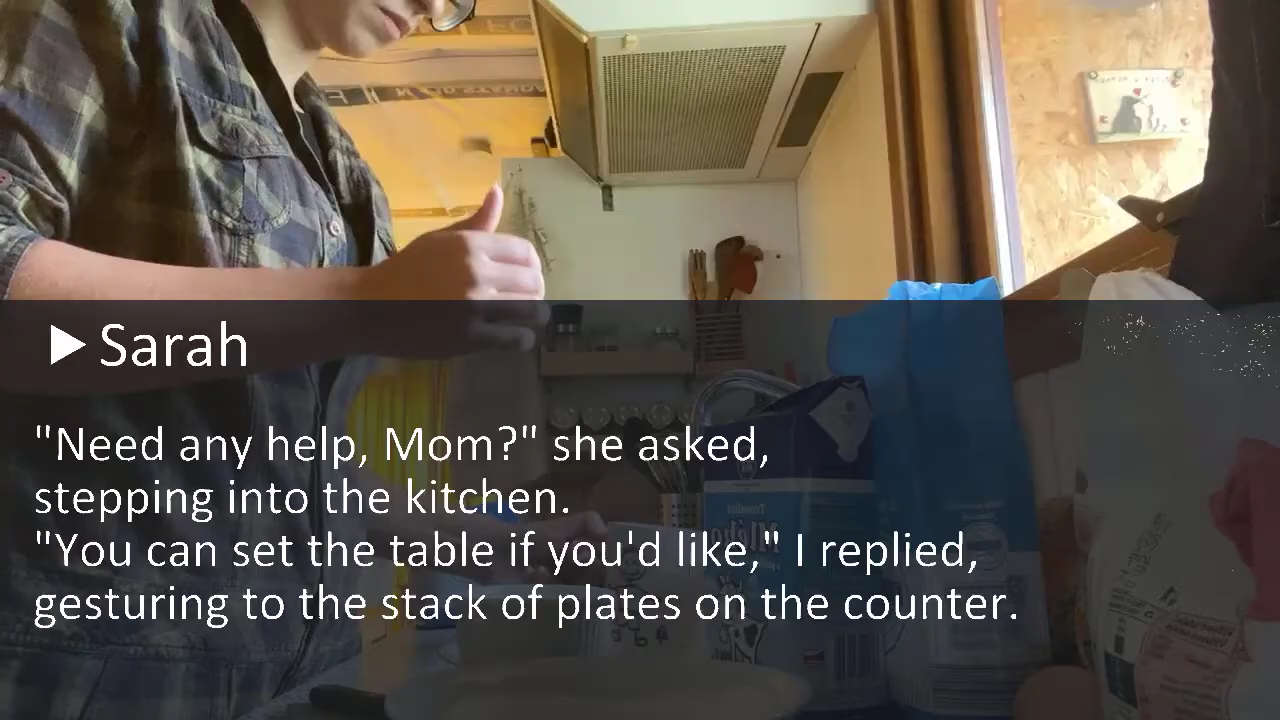 ▶ Sarah
"Need any help, Mom?" she asked,
stepping into the kitchen.
"You can set the table if you'd like," I replied,
gesturing to the stack of plates on the counter.